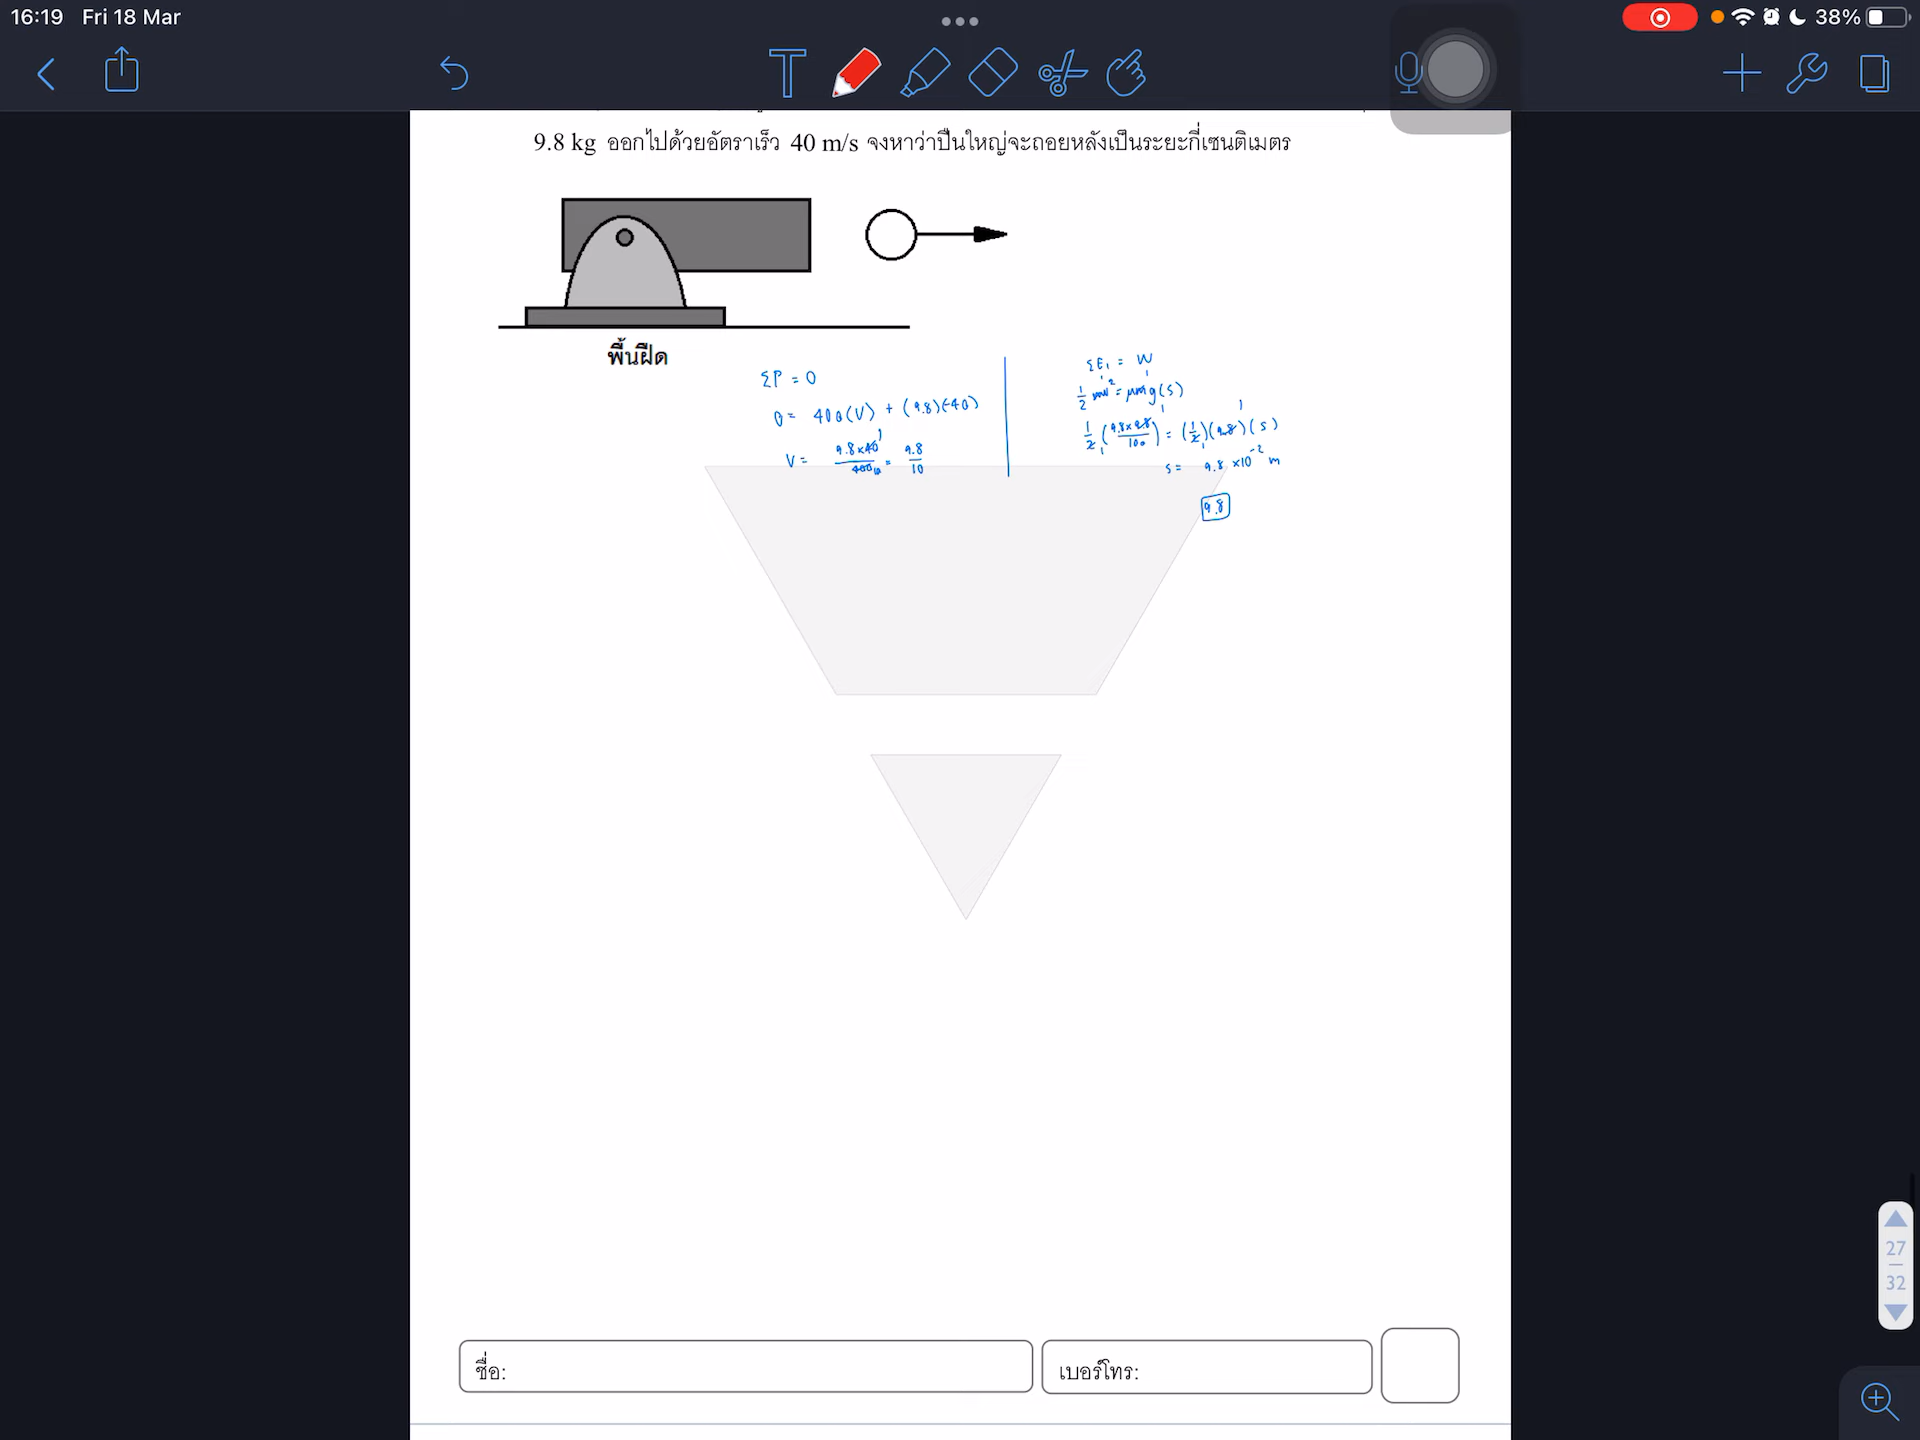 16:19 Fri 18 Mar
38%
T
9.8 kg ออกไปด้วยอัตราเร็ว 40 m/s จงหาว่าปืนใหญ่จะถอยหลังเป็นระยะกี่เซนติเมตร
พื้นฝืด
ΣP = 0
0 = 400(V) + (9.8)(-40)
V = 9.8×40/400 = 9.8/10
ΣE₁ = W
1/2 mv² = μmg(s)
1/2 (9.8×9.8/100) = (1/2)(9.8)(s)
s = 9.8 ×10⁻² m
9.8
27
32
ชื่อ:
เบอร์โทร: